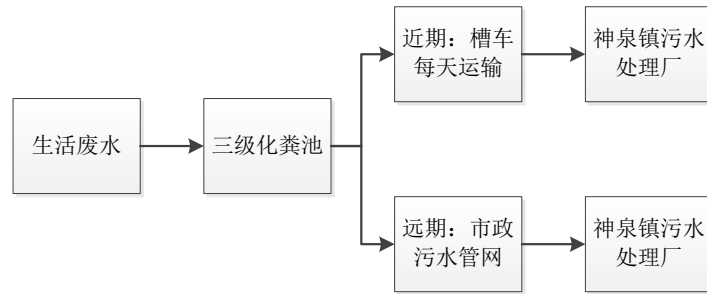 生活废水
三级化粪池
近期：槽车
每天运输
神泉镇污水
处理厂
远期：市政
污水管网
神泉镇污水
处理厂